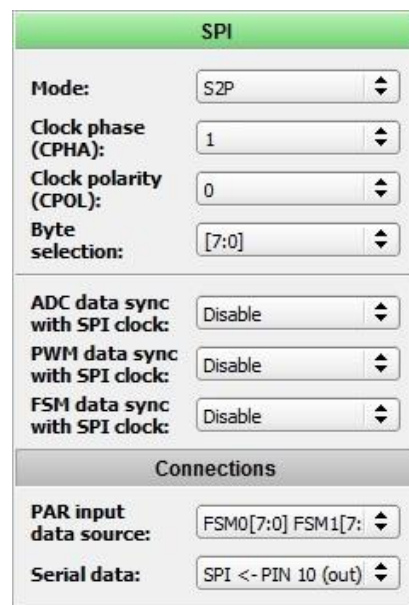 SPI
Mode: S2P
Clock phase
(CPHA): 1
Clock polarity
(CPOL): 0
Byte
selection: [7:0]
ADC data sync
with SPI clock: Disable
PWM data sync
with SPI clock: Disable
FSM data sync
with SPI clock: Disable
Connections
PAR input
data source: FSM0[7:0] FSM1[7:
Serial data: SPI <- PIN 10 (out)